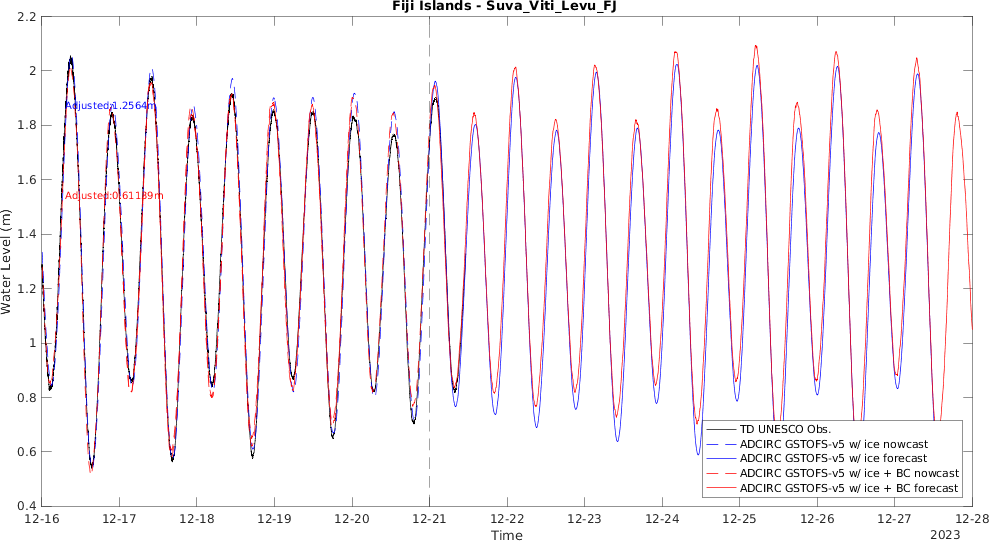 Fiji Islands - Suva_Viti_Levu_FJ
2.2
2
1.8
1.6
1.4
1.2
1
0.8
0.6
0.4
Water Level (m)
Adjusted:1.2564m
Adjusted:0.61139m
TD UNESCO Obs.
ADCIRC GSTOFS-v5 w/ ice nowcast
ADCIRC GSTOFS-v5 w/ ice forecast
ADCIRC GSTOFS-v5 w/ ice + BC nowcast
ADCIRC GSTOFS-v5 w/ ice + BC forecast
12-16 12-17 12-18 12-19 12-20 12-21 12-22 12-23 12-24 12-25 12-26 12-27 12-28
Time
2023